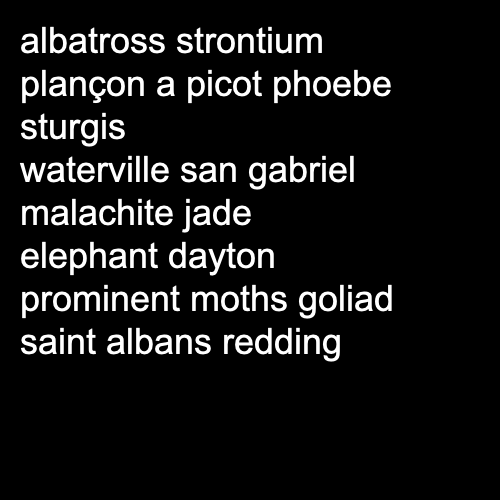 albatross strontium
plançon a picot phoebe
sturgis
waterville san gabriel
malachite jade
elephant dayton
prominent moths goliad
saint albans redding